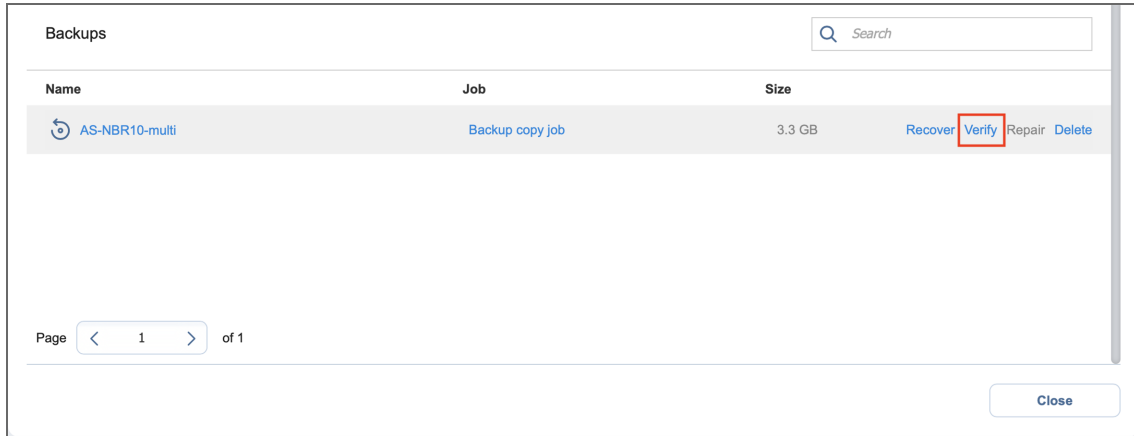 Backups
Search
Name Job Size
AS-NBR10-multi Backup copy job 3.3 GB Recover Verify Repair Delete
Page 1 of 1
Close